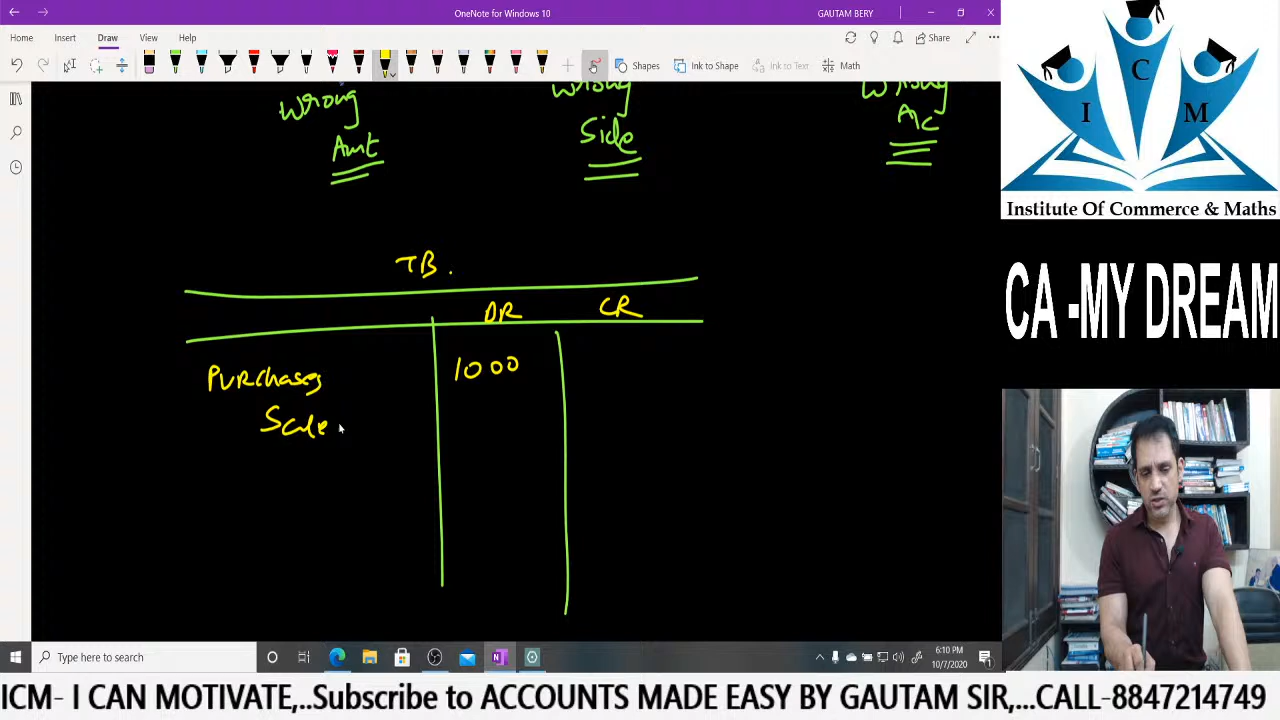 OneNote for Windows 10
GAUTAM BERY
Home Insert Draw View Help
Share
Shapes
Ink to Shape
Ink to Text
Math
Wrong
Amt
Wrong
Side
Wrong
A/C
TB.
DR CR
Purchases 1000
Sale
I C M
Institute Of Commerce & Maths
CA -MY DREAM
Type here to search
6:10 PM
10/7/2020
ICM- I CAN MOTIVATE,..Subscribe to ACCOUNTS MADE EASY BY GAUTAM SIR,...CALL-8847214749